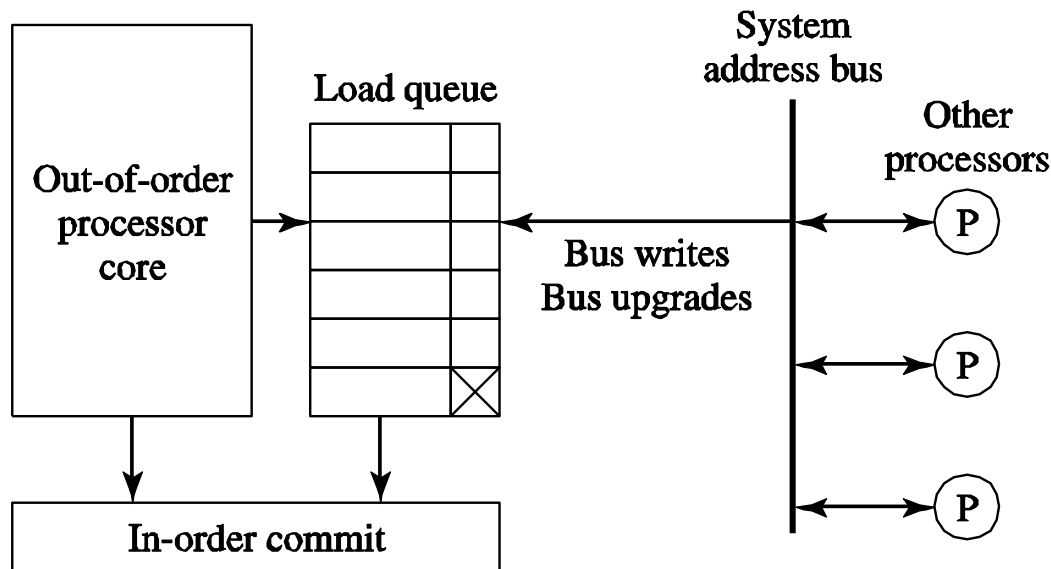 System
address bus
Load queue
Other
processors
Out-of-order
processor
core
P
Bus writes
Bus upgrades
P
P
In-order commit